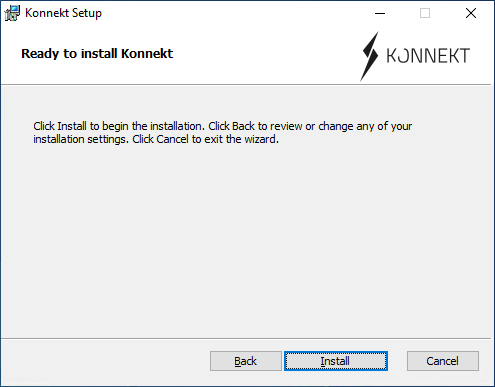 Konnekt Setup
Ready to install Konnekt
KONNEKT
Click Install to begin the installation. Click Back to review or change any of your
installation settings. Click Cancel to exit the wizard.
Back
Install
Cancel